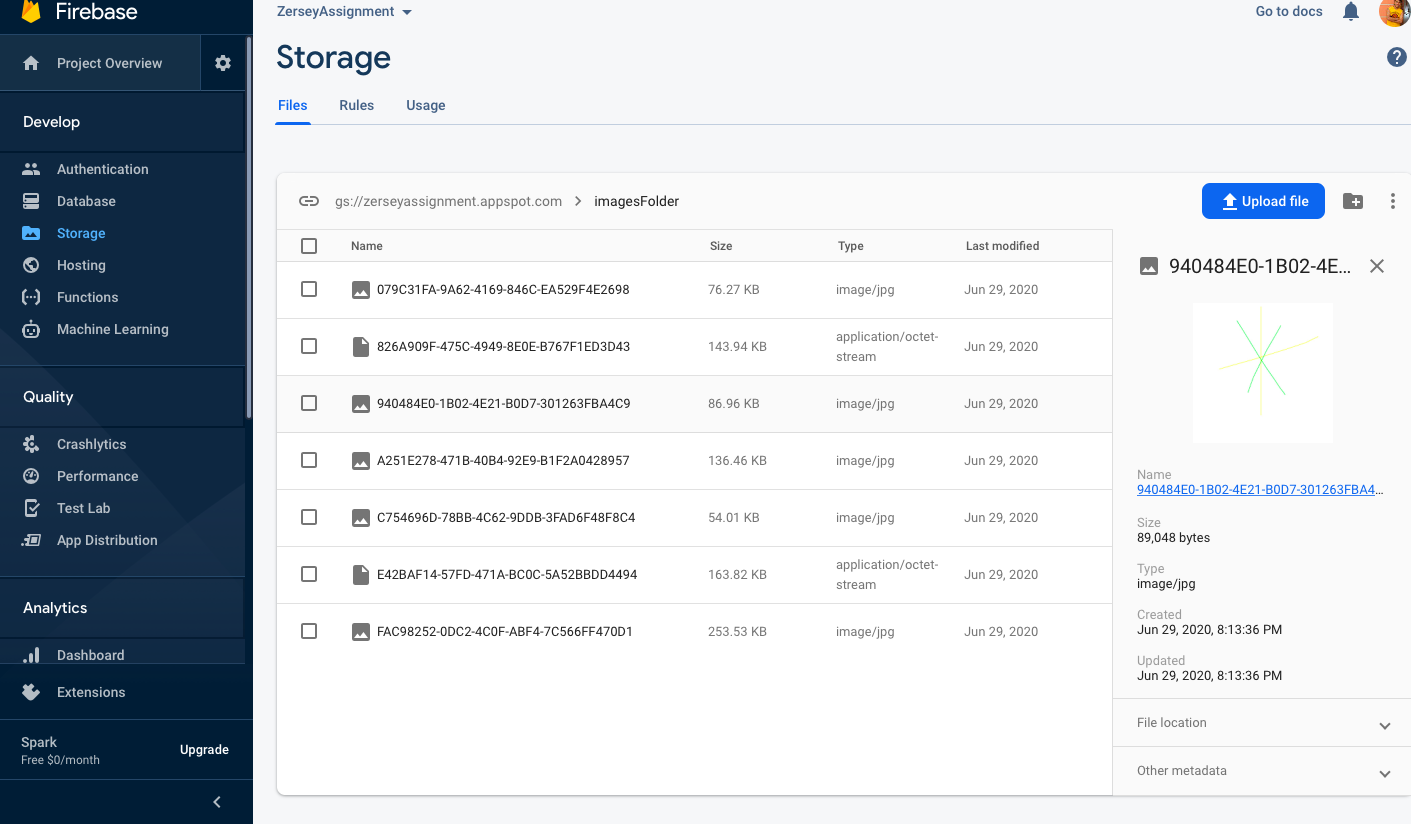 Firebase
Project Overview
Develop
Authentication
Database
Storage
Hosting
Functions
Machine Learning
Quality
Crashlytics
Performance
Test Lab
App Distribution
Analytics
Dashboard
Extensions
Spark
Free $0/month
Upgrade
ZerseyAssignment
Go to docs
Storage
Files Rules Usage
gs://zerseyassignment.appspot.com > imagesFolder
Upload file
Name Size Type Last modified
079C31FA-9A62-4169-846C-EA529F4E2698 76.27 KB image/jpg Jun 29, 2020
826A909F-475C-4949-8E0E-B767F1ED3D43 143.94 KB application/octet-stream Jun 29, 2020
940484E0-1B02-4E21-B0D7-301263FBA4C9 86.96 KB image/jpg Jun 29, 2020
A251E278-471B-40B4-92E9-B1F2A0428957 136.46 KB image/jpg Jun 29, 2020
C754696D-78BB-4C62-9DDB-3FAD6F48F8C4 54.01 KB image/jpg Jun 29, 2020
E42BAF14-57FD-471A-BC0C-5A52BBDD4494 163.82 KB application/octet-stream Jun 29, 2020
FAC98252-0DC2-4C0F-ABF4-7C566FF470D1 253.53 KB image/jpg Jun 29, 2020
940484E0-1B02-4E...
Name
940484E0-1B02-4E21-B0D7-301263FBA4...
Size
89,048 bytes
Type
image/jpg
Created
Jun 29, 2020, 8:13:36 PM
Updated
Jun 29, 2020, 8:13:36 PM
File location
Other metadata